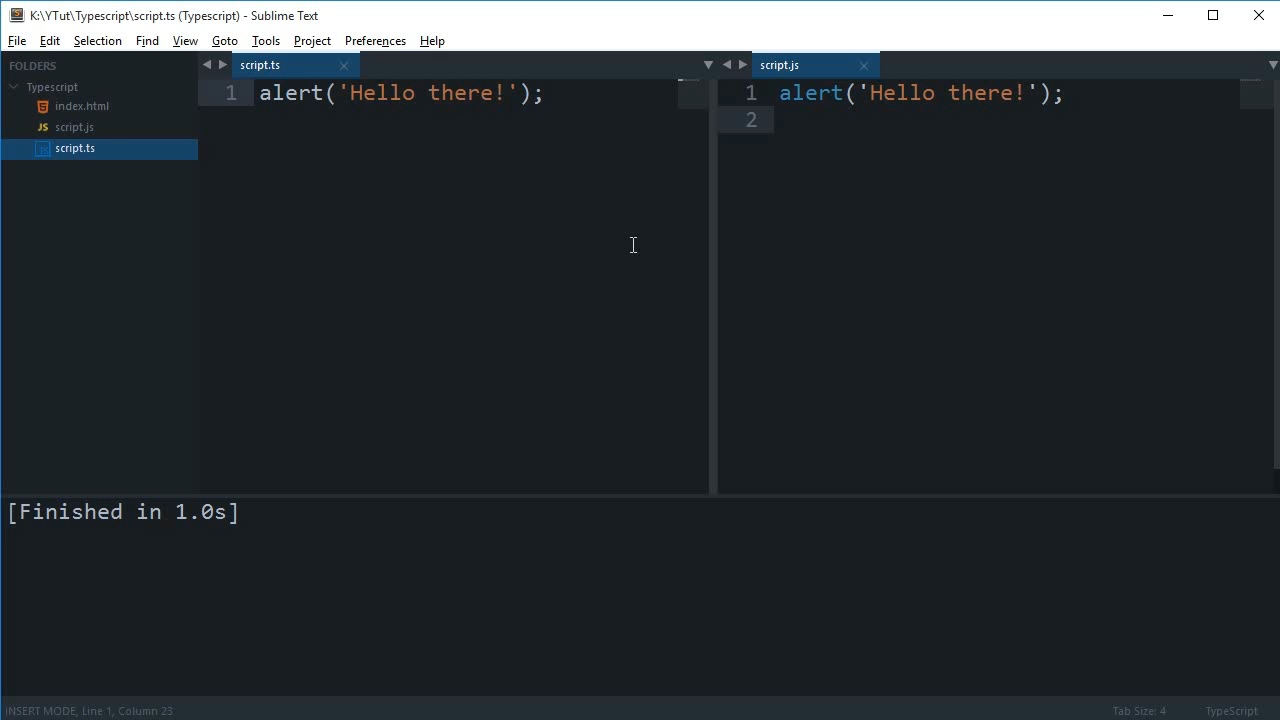 K:\YTut\Typescript\script.ts (Typescript) - Sublime Text
File Edit Selection Find View Goto Tools Project Preferences Help
FOLDERS
Typescript
index.html
JS script.js
script.ts
script.ts
1 alert('Hello there!');
script.js
1 alert('Hello there!');
2
[Finished in 1.0s]
INSERT MODE, Line 1, Column 23
Tab Size: 4
TypeScript